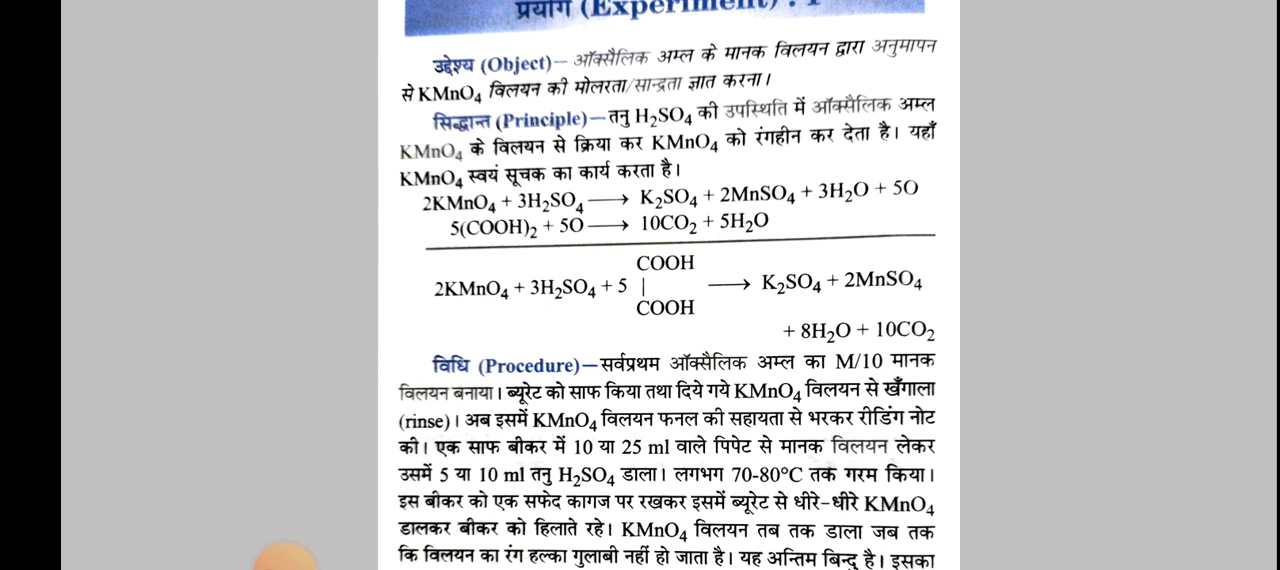 प्रयोग (Experiment) : 1
उद्देश्य (Object)—ऑक्सैलिक अम्ल के मानक विलयन द्वारा अनुमापन
से KMnO₄ विलयन की मोलरता/सान्द्रता ज्ञात करना।
सिद्धान्त (Principle)—तनु H₂SO₄ की उपस्थिति में ऑक्सैलिक अम्ल
KMnO₄ के विलयन से क्रिया कर KMnO₄ को रंगहीन कर देता है। यहाँ
KMnO₄ स्वयं सूचक का कार्य करता है।
2KMnO₄ + 3H₂SO₄ ⟶ K₂SO₄ + 2MnSO₄ + 3H₂O + 5O
5(COOH)₂ + 5O ⟶ 10CO₂ + 5H₂O
COOH
2KMnO₄ + 3H₂SO₄ + 5 | ⟶ K₂SO₄ + 2MnSO₄
COOH
+ 8H₂O + 10CO₂
विधि (Procedure)—सर्वप्रथम ऑक्सैलिक अम्ल का M/10 मानक
विलयन बनाया। ब्यूरेट को साफ किया तथा दिये गये KMnO₄ विलयन से खँगाला
(rinse)। अब इसमें KMnO₄ विलयन फनल की सहायता से भरकर रीडिंग नोट
की। एक साफ बीकर में 10 या 25 ml वाले पिपेट से मानक विलयन लेकर
उसमें 5 या 10 ml तनु H₂SO₄ डाला। लगभग 70-80°C तक गरम किया।
इस बीकर को एक सफेद कागज पर रखकर इसमें ब्यूरेट से धीरे-धीरे KMnO₄
डालकर बीकर को हिलाते रहे। KMnO₄ विलयन तब तक डाला जब तक
कि विलयन का रंग हल्का गुलाबी नहीं हो जाता है। यह अन्तिम बिन्दु है। इसका